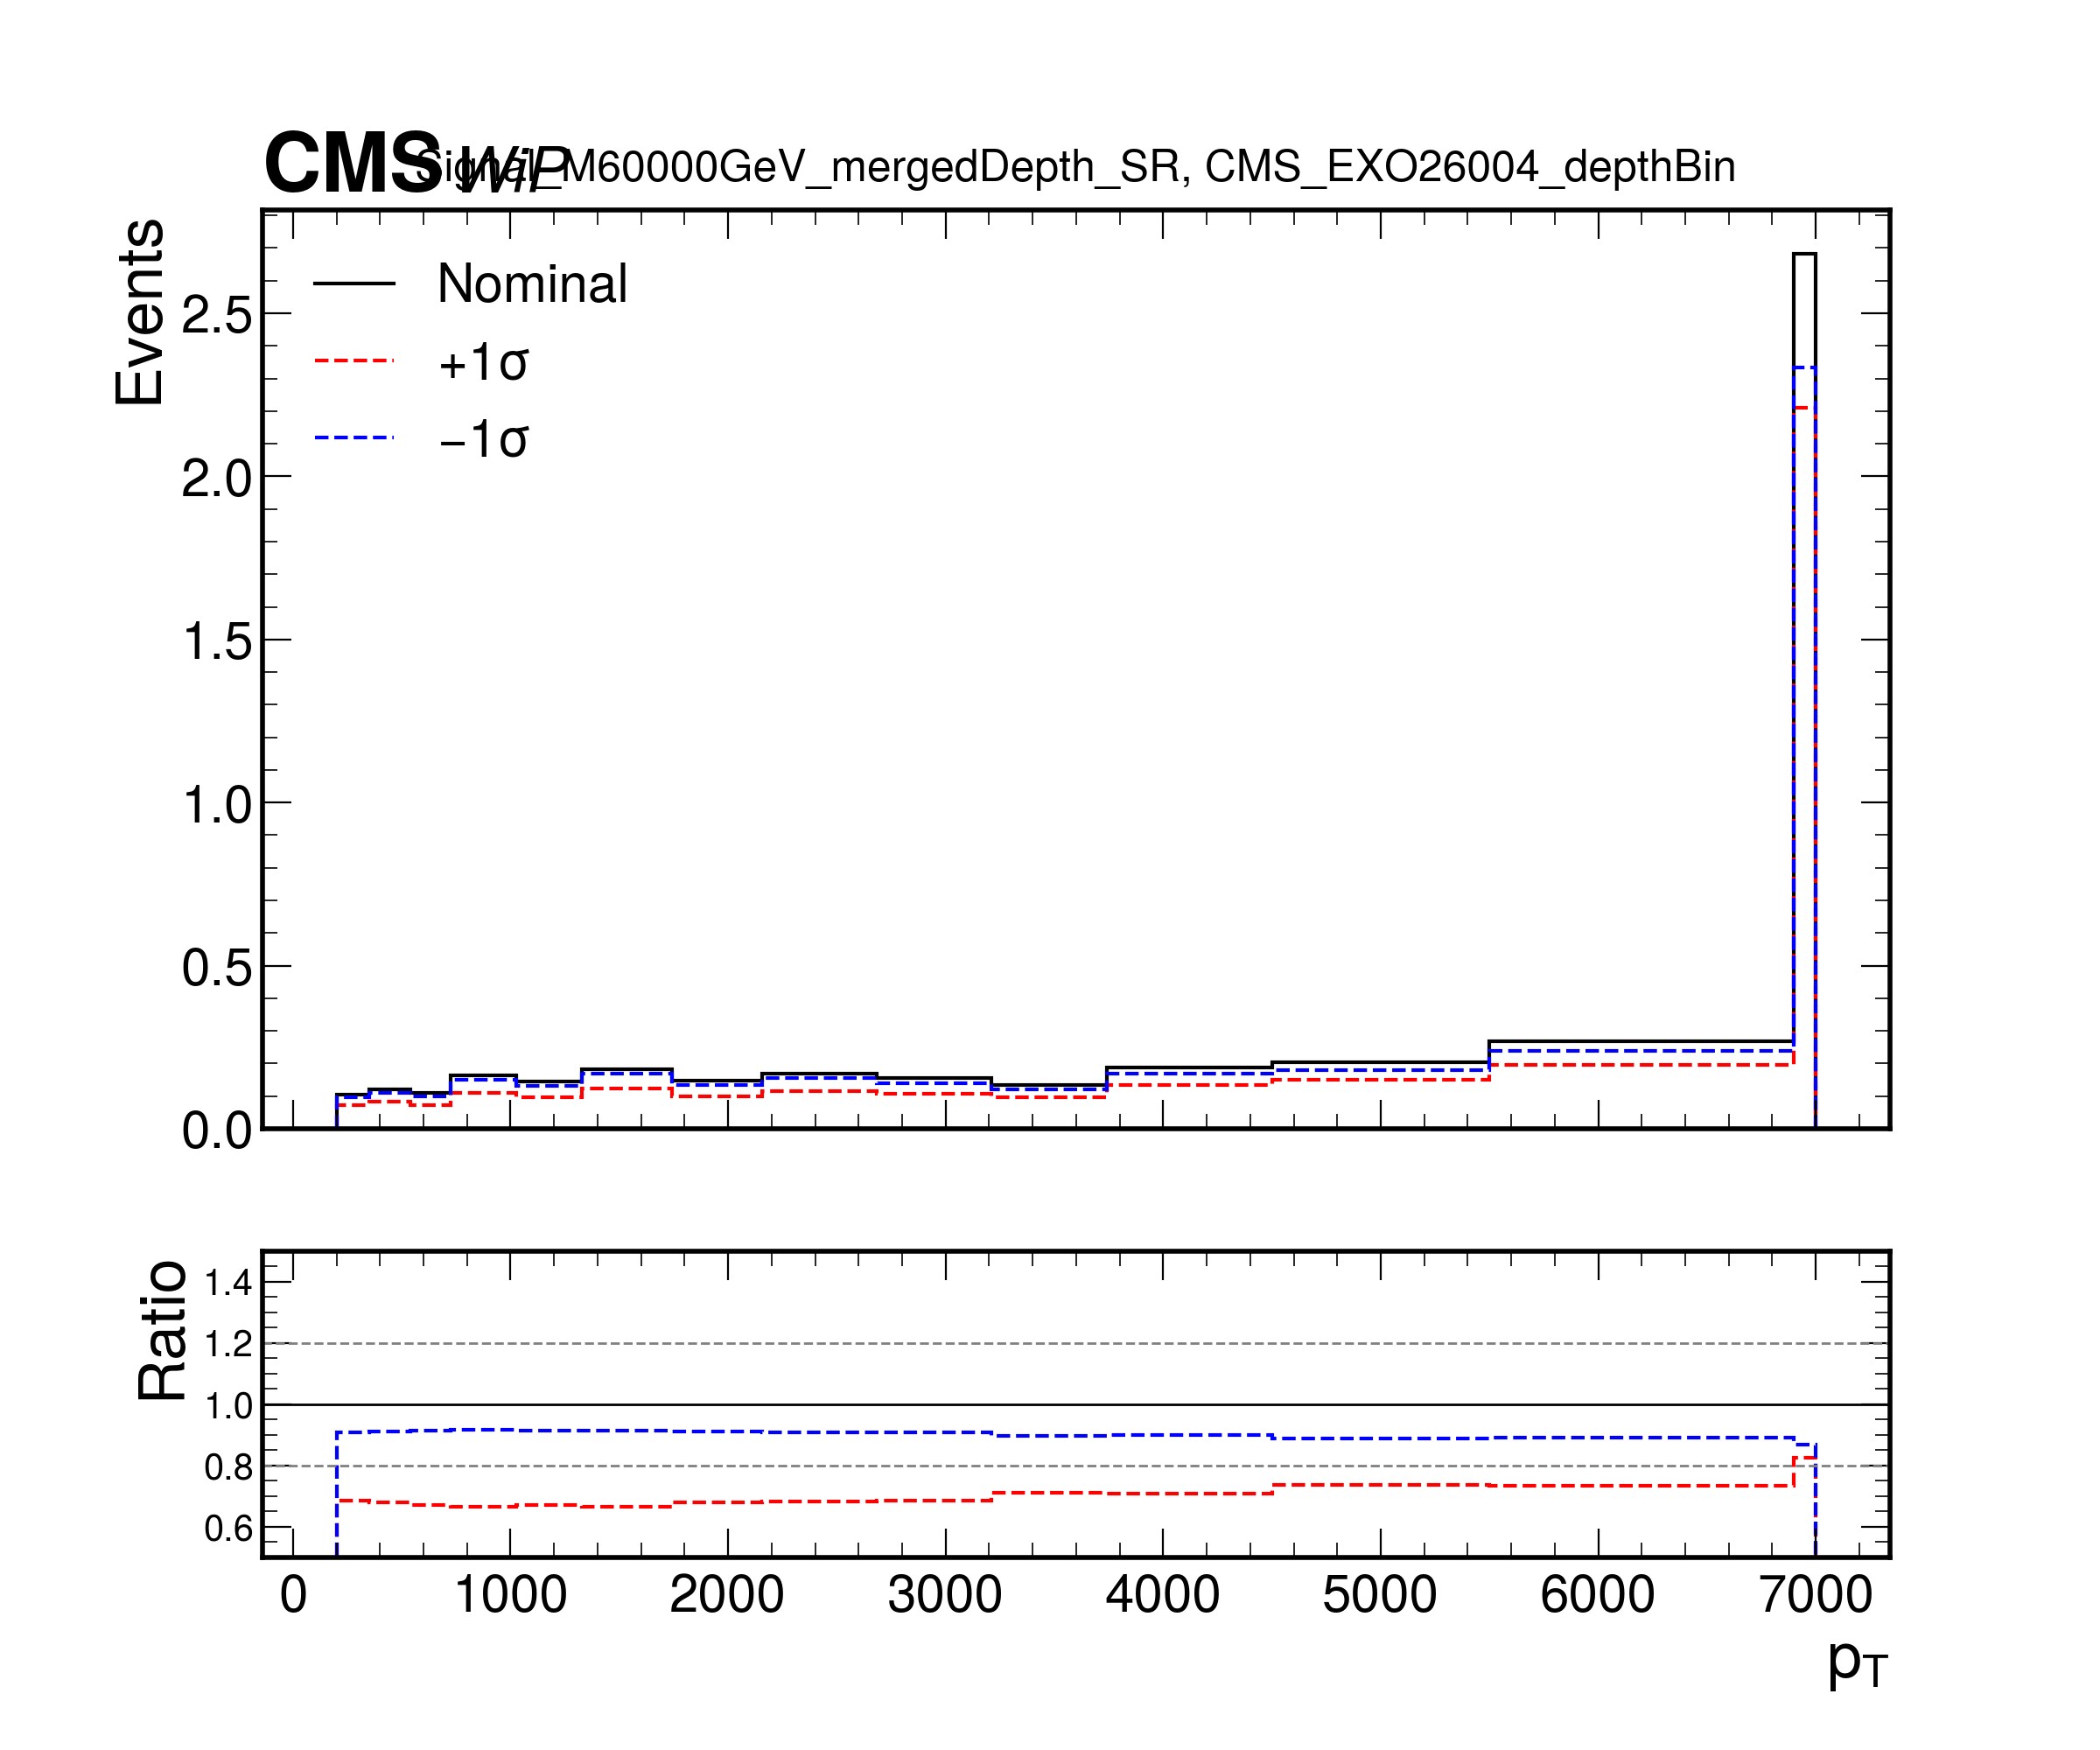 CMS WiP
Signal_M60000GeV_mergedDepth_SR, CMS_EXO26004_depthBin
Events
2.5
2.0
1.5
1.0
0.5
0.0
Nominal
+1σ
−1σ
Ratio
1.4
1.2
1.0
0.8
0.6
0 1000 2000 3000 4000 5000 6000 7000
pT